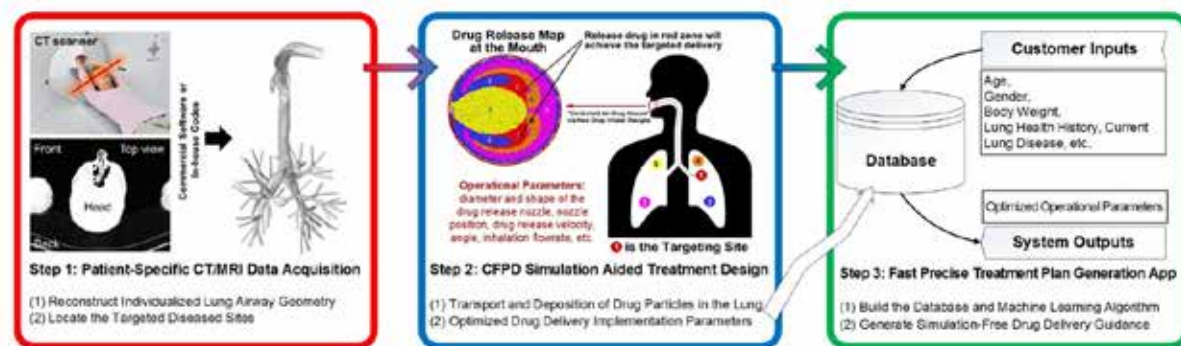 CT scanner
Front
Top view
Head
Back
Commercial Software or
In-house Codes
Step 1: Patient-Specific CT/MRI Data Acquisition
(1) Reconstruct Individualized Lung Airway Geometry
(2) Locate the Targeted Diseased Sites
Drug Release Map
at the Mouth
Release drug in red zone will
achieve the targeted delivery
Operational Parameters:
diameter and shape of the
drug release nozzle, nozzle
position, drug release velocity,
angle, inhalation flowrate, etc.
1 is the Targeting Site
Step 2: CFPD Simulation Aided Treatment Design
(1) Transport and Deposition of Drug Particles in the Lung
(2) Optimized Drug Delivery Implementation Parameters
Customer Inputs
Age,
Gender,
Body Weight,
Lung Health History, Current
Lung Disease, etc.
Database
Optimized Operational Parameters
System Outputs
Step 3: Fast Precise Treatment Plan Generation App
(1) Build the Database and Machine Learning Algorithm
(2) Generate Simulation-Free Drug Delivery Guidance